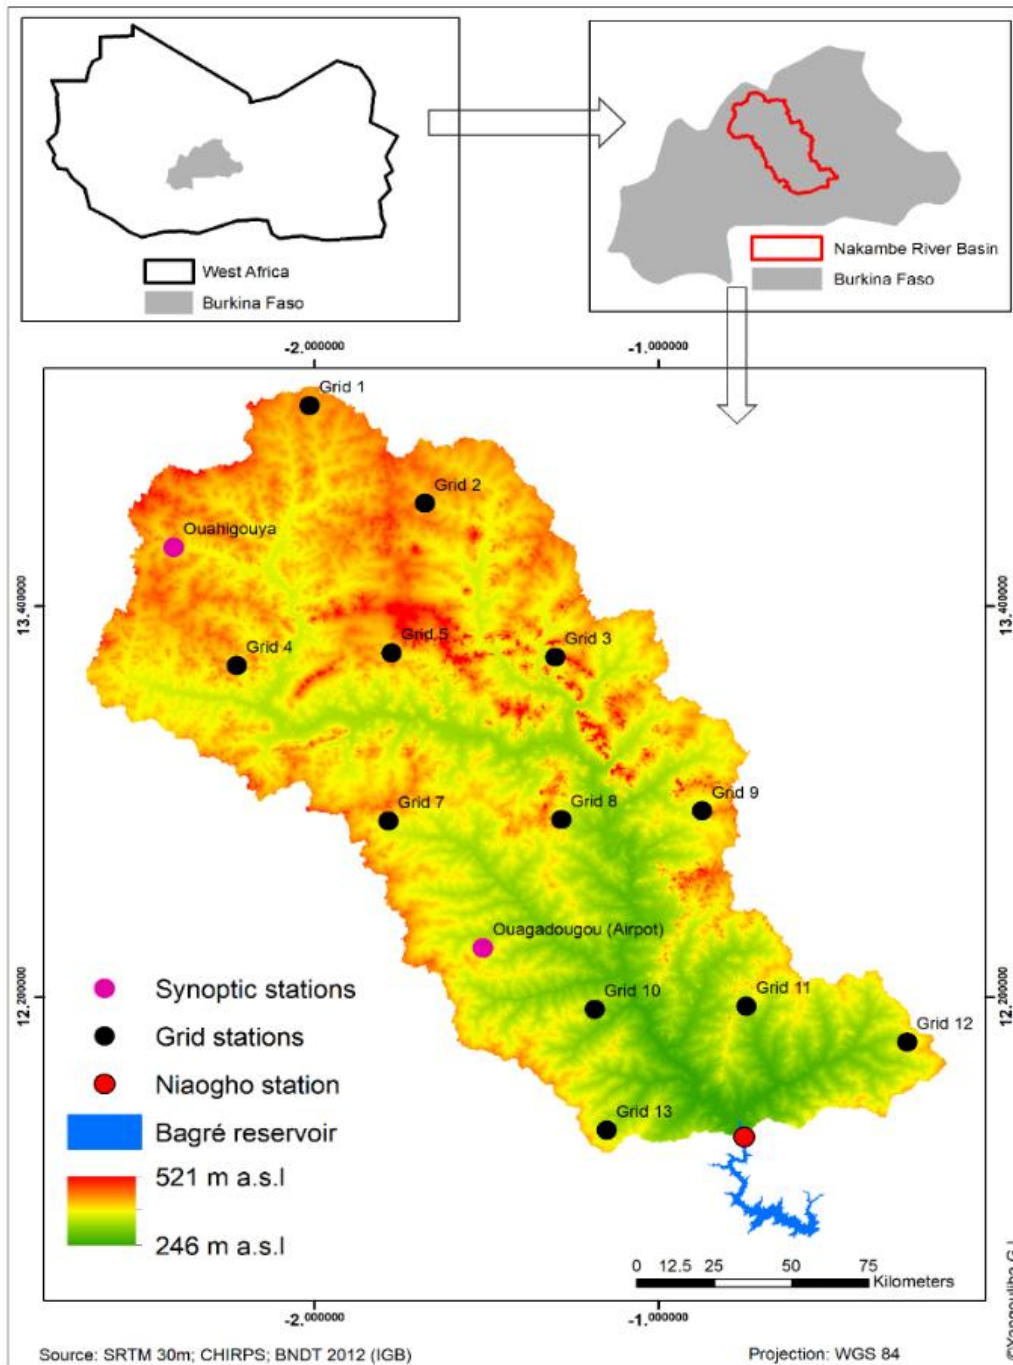 West Africa
Burkina Faso
Nakambe River Basin
Burkina Faso
-2.000000
-1.000000
13.400000
13.400000
12.200000
12.200000
Grid 1
Grid 2
Ouahigouya
Grid 5
Grid 3
Grid 4
Grid 7
Grid 8
Grid 9
Ouagadougou (Airpot)
Grid 10
Grid 11
Grid 12
Grid 13
Synoptic stations
Grid stations
Niaogho station
Bagré reservoir
521 m a.s.l
246 m a.s.l
0 12.5 25 50 75
Kilometers
-2.000000
-1.000000
Source: SRTM 30m; CHIRPS; BNDT 2012 (IGB)
Projection: WGS 84
©Yangouliba G.I